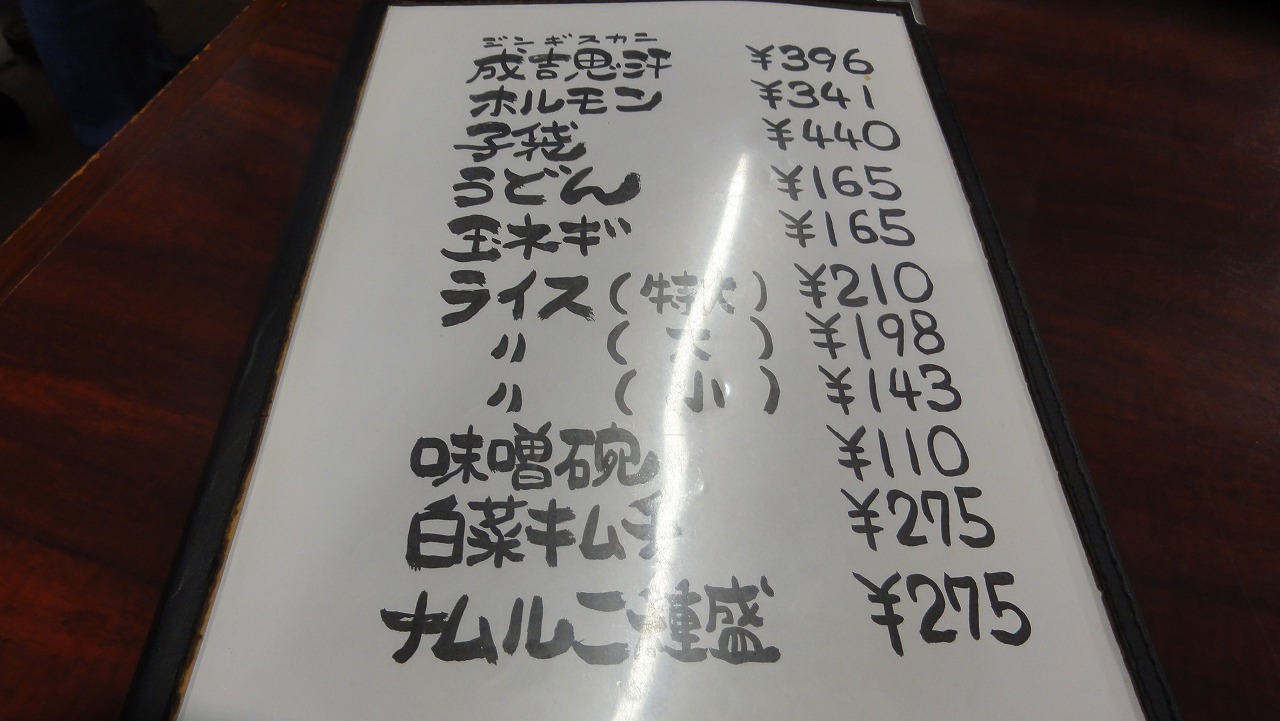 ジンギスカン
成吉思汗 ¥396
ホルモン ¥341
子袋 ¥440
うどん ¥165
玉ネギ ¥165
ライス(特大) ¥210
〃(大) ¥198
〃(小) ¥143
味噌碗 ¥110
白菜キムチ ¥275
ナムル二種盛 ¥275